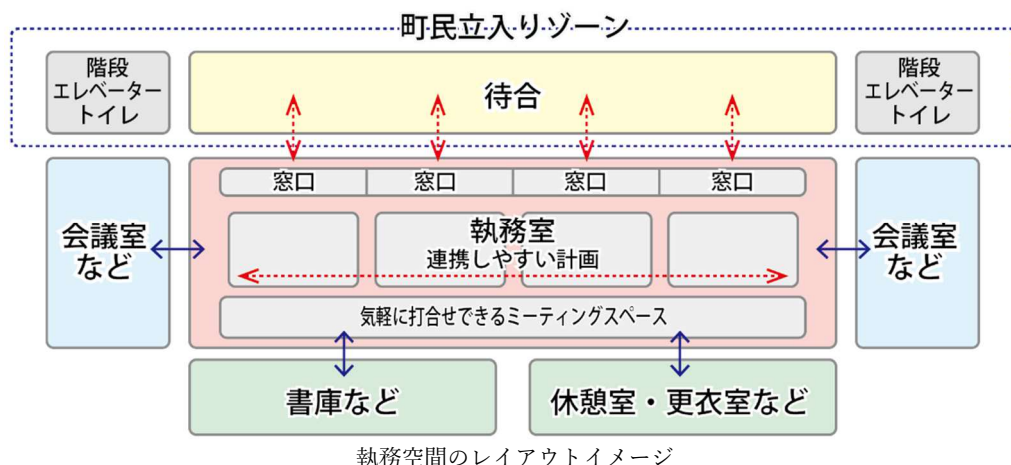 町民立入りゾーン
階段
エレベーター
トイレ
待合
階段
エレベーター
トイレ
窓口
窓口
窓口
窓口
会議室
など
執務室
連携しやすい計画
会議室
など
気軽に打合せできるミーティングスペース
書庫など
休憩室・更衣室など
執務空間のレイアウトイメージ